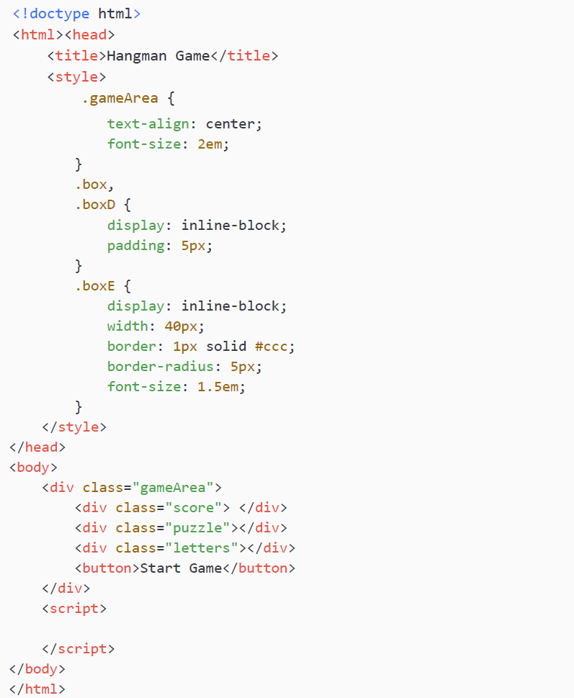 <!doctype html>
<html><head>
    <title>Hangman Game</title>
    <style>
        .gameArea {
            text-align: center;
            font-size: 2em;
        }
        .box,
        .boxD {
            display: inline-block;
            padding: 5px;
        }
        .boxE {
            display: inline-block;
            width: 40px;
            border: 1px solid #ccc;
            border-radius: 5px;
            font-size: 1.5em;
        }
    </style>
</head>
<body>
    <div class="gameArea">
        <div class="score"> </div>
        <div class="puzzle"></div>
        <div class="letters"></div>
        <button>Start Game</button>
    </div>
    <script>

    </script>
</body>
</html>